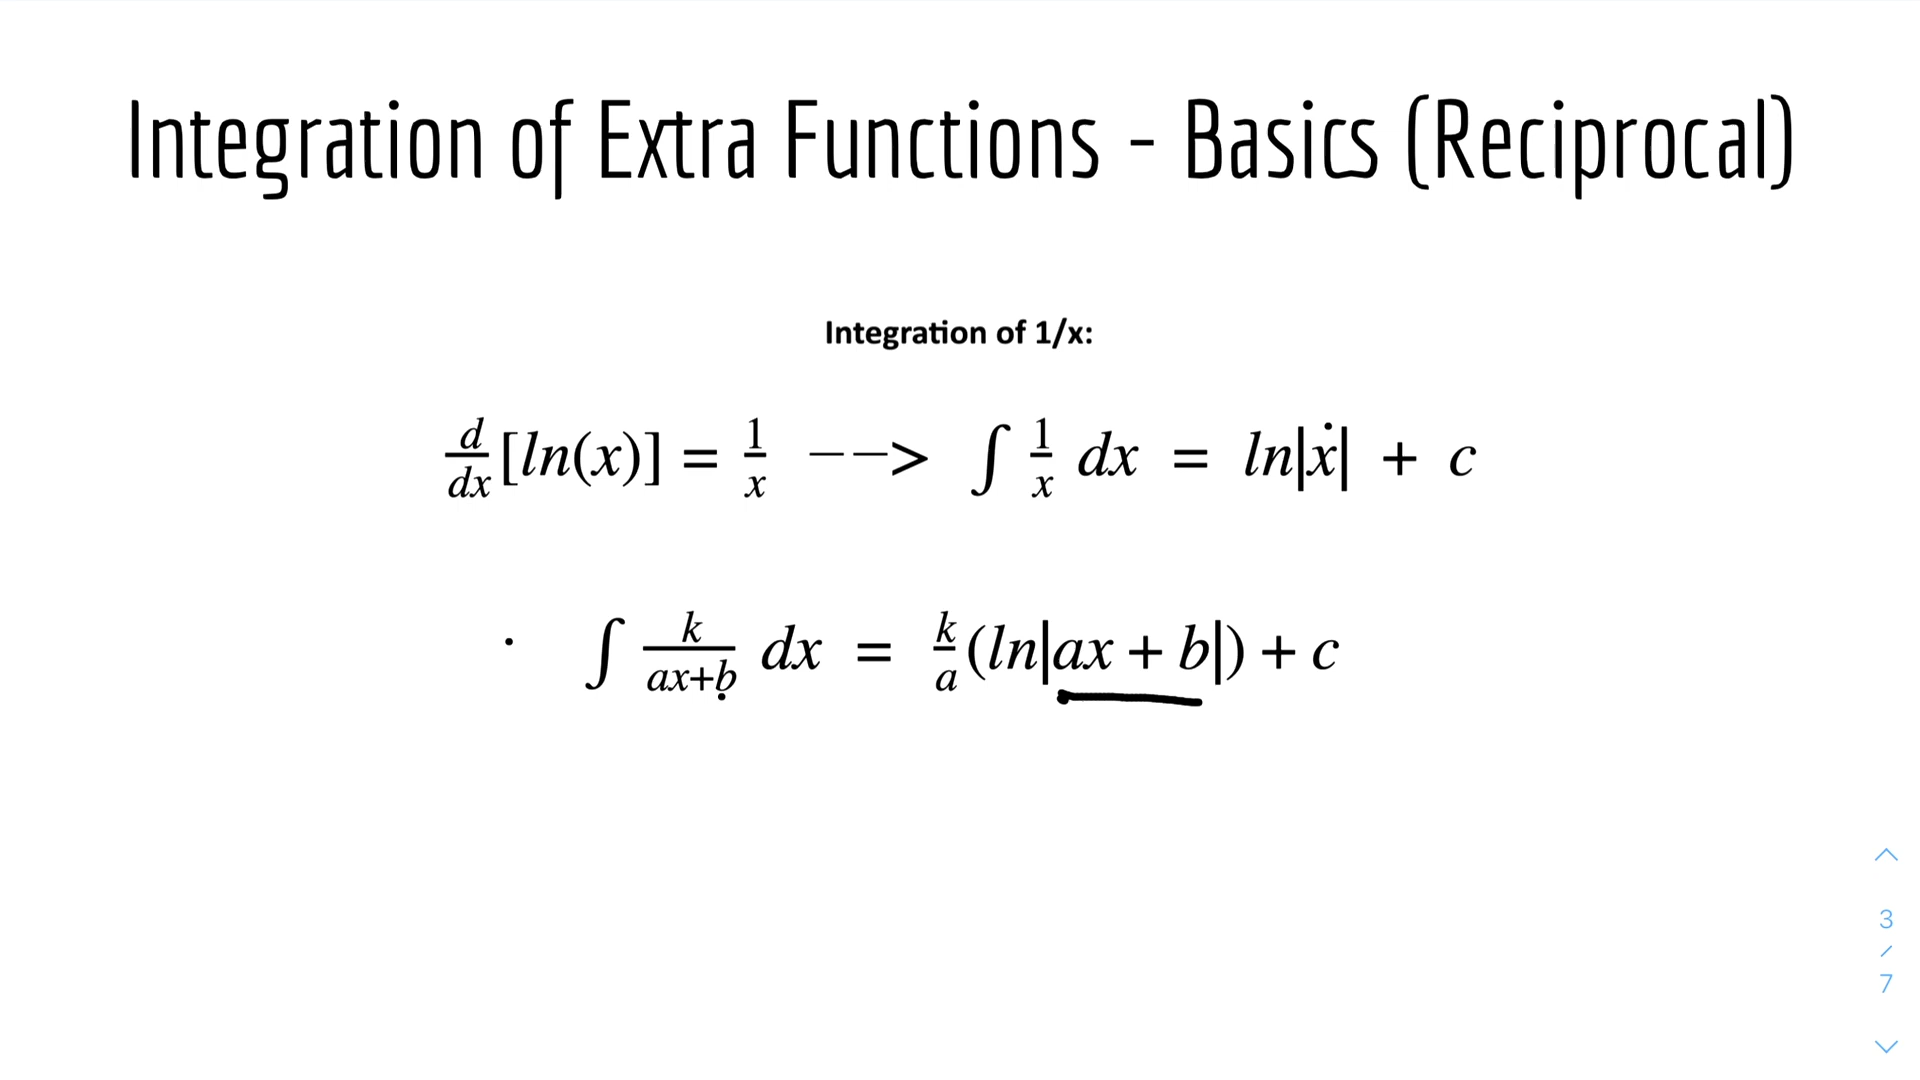 Integration of Extra Functions - Basics (Reciprocal)
Integration of 1/x:
d/dx [ln(x)] = 1/x --> ∫ 1/x dx = ln|x| + c
∫ k/(ax+b) dx = k/a (ln|ax + b|) + c
3
/
7